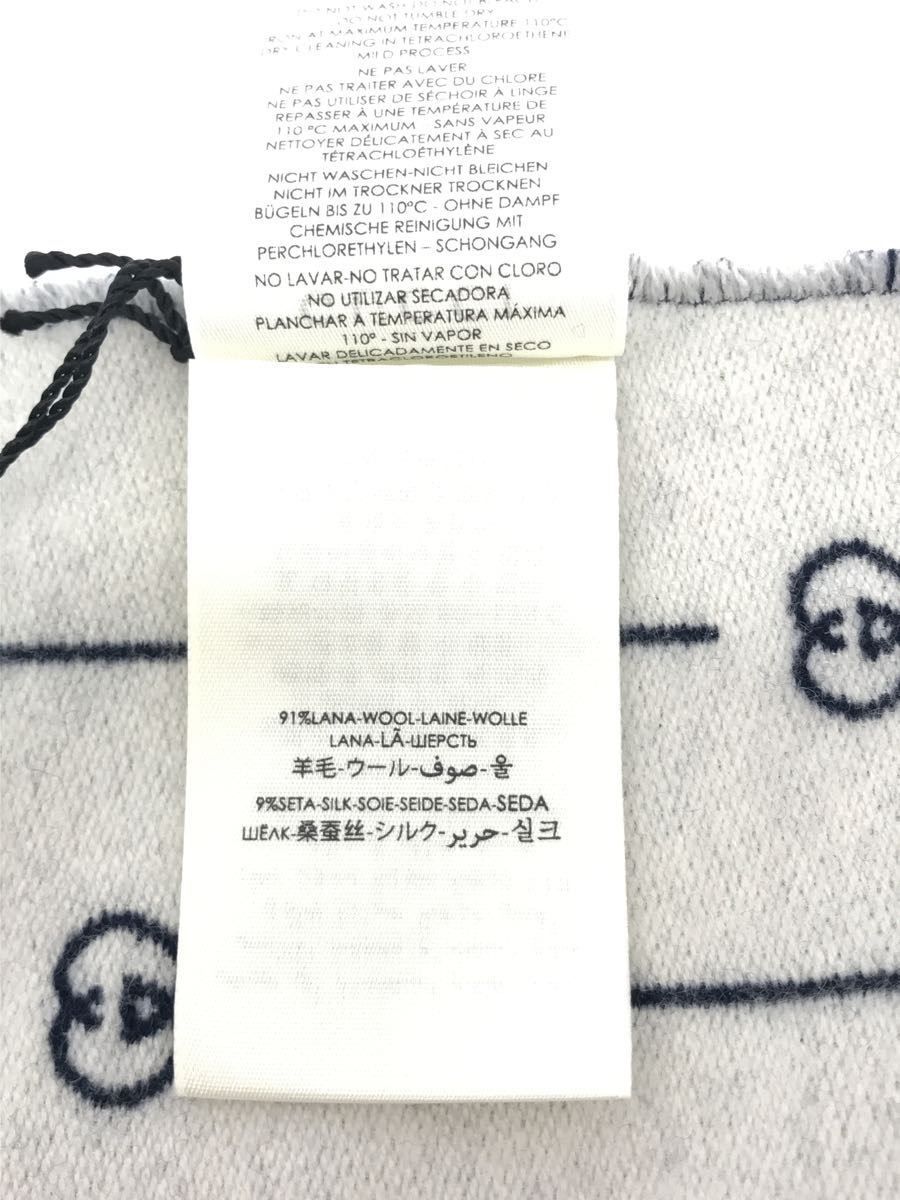 DO NOT TUMBLE DRY
IRON AT MAXIMUM TEMPERATURE 110°C
DRY CLEANING IN TETRACHLOROETHENE
MILD PROCESS
NE PAS LAVER
NE PAS TRAITER AVEC DU CHLORE
NE PAS UTILISER DE SÉCHOIR À LINGE
REPASSER À UNE TEMPÉRATURE DE
110 °C MAXIMUM SANS VAPEUR
NETTOYER DÉLICATEMENT À SEC AU
TÉTRACHLOÉTHYLÈNE
NICHT WASCHEN-NICHT BLEICHEN
NICHT IM TROCKNER TROCKNEN
BÜGELN BIS ZU 110°C - OHNE DAMPF
CHEMISCHE REINIGUNG MIT
PERCHLORETHYLEN – SCHONGANG
NO LAVAR-NO TRATAR CON CLORO
NO UTILIZAR SECADORA
PLANCHAR A TEMPERATURA MÁXIMA
110° - SIN VAPOR
LAVAR DELICADAMENTE EN SECO
91%LANA-WOOL-LAINE-WOLLE
LANA-LÃ-ШЕРСТЬ
羊毛-ウール-صوف-울
9%SETA-SILK-SOIE-SEIDE-SEDA-SEDA
ШЁЛК-桑蚕丝-シルク-حرير-실크